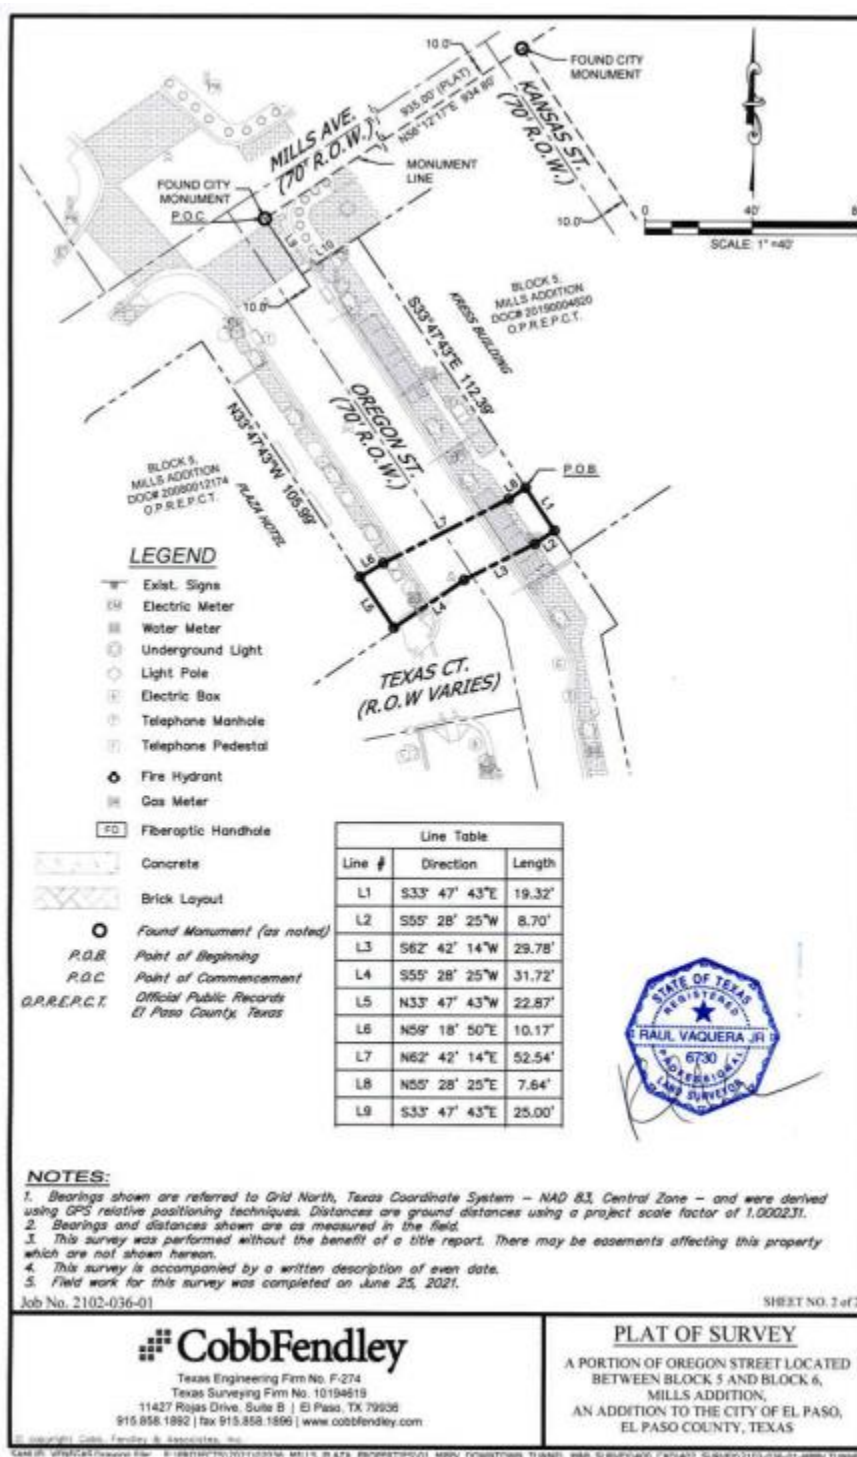 10.0'
FOUND CITY
MONUMENT
935.00' (PLAT)
N56°12'17"E 934.80'
MILLS AVE.
(70' R.O.W.)
KANSAS ST.
(70' R.O.W.)
MONUMENT
LINE
FOUND CITY
MONUMENT
P.O.C.
10.0'
0
40'
SCALE: 1"=40'
L9
L10
10.0'
BLOCK 5,
MILLS ADDITION
DOC# 20190004620
O.P.R.E.P.C.T.
KRESS BUILDING
S33°47'43"E 112.39'
OREGON ST.
(70' R.O.W.)
N33°47'43"W 105.99'
BLOCK 5,
MILLS ADDITION
DOC# 20080012174
O.P.R.E.P.C.T.
PLAZA HOTEL
P.O.B.
L8
L1
L7
L2
L6
L3
L5
L4
TEXAS CT.
(R.O.W VARIES)
LEGEND
Exist. Signs
EM Electric Meter
Water Meter
Underground Light
Light Pole
E Electric Box
T Telephone Manhole
T Telephone Pedestal
Fire Hydrant
GM Gas Meter
FO Fiberoptic Handhole
Concrete
Brick Layout
Found Monument (as noted)
P.O.B. Point of Beginning
P.O.C. Point of Commencement
O.P.R.E.P.C.T. Official Public Records
El Paso County, Texas
Line Table
Line # Direction Length
L1 S33° 47' 43"E 19.32'
L2 S55° 28' 25"W 8.70'
L3 S62° 42' 14"W 29.78'
L4 S55° 28' 25"W 31.72'
L5 N33° 47' 43"W 22.87'
L6 N59° 18' 50"E 10.17'
L7 N62° 42' 14"E 52.54'
L8 N55° 28' 25"E 7.64'
L9 S33° 47' 43"E 25.00'
STATE OF TEXAS
REGISTERED
RAUL VAQUERA JR
6730
PROFESSIONAL
LAND SURVEYOR
NOTES:
1. Bearings shown are referred to Grid North, Texas Coordinate System – NAD 83, Central Zone – and were derived
using GPS relative positioning techniques. Distances are ground distances using a project scale factor of 1.000231.
2. Bearings and distances shown are as measured in the field.
3. This survey was performed without the benefit of a title report. There may be easements affecting this property
which are not shown hereon.
4. This survey is accompanied by a written description of even date.
5. Field work for this survey was completed on June 25, 2021.
Job No. 2102-036-01
SHEET NO. 2 of 2
CobbFendley
Texas Engineering Firm No. F-274
Texas Surveying Firm No. 10194619
11427 Rojas Drive, Suite B | El Paso, TX 79936
915.858.1892 | fax 915.858.1896 | www.cobbfendley.com
© copyright Cobb, Fendley & Associates, Inc.
PLAT OF SURVEY
A PORTION OF OREGON STREET LOCATED
BETWEEN BLOCK 5 AND BLOCK 6,
MILLS ADDITION,
AN ADDITION TO THE CITY OF EL PASO,
EL PASO COUNTY, TEXAS